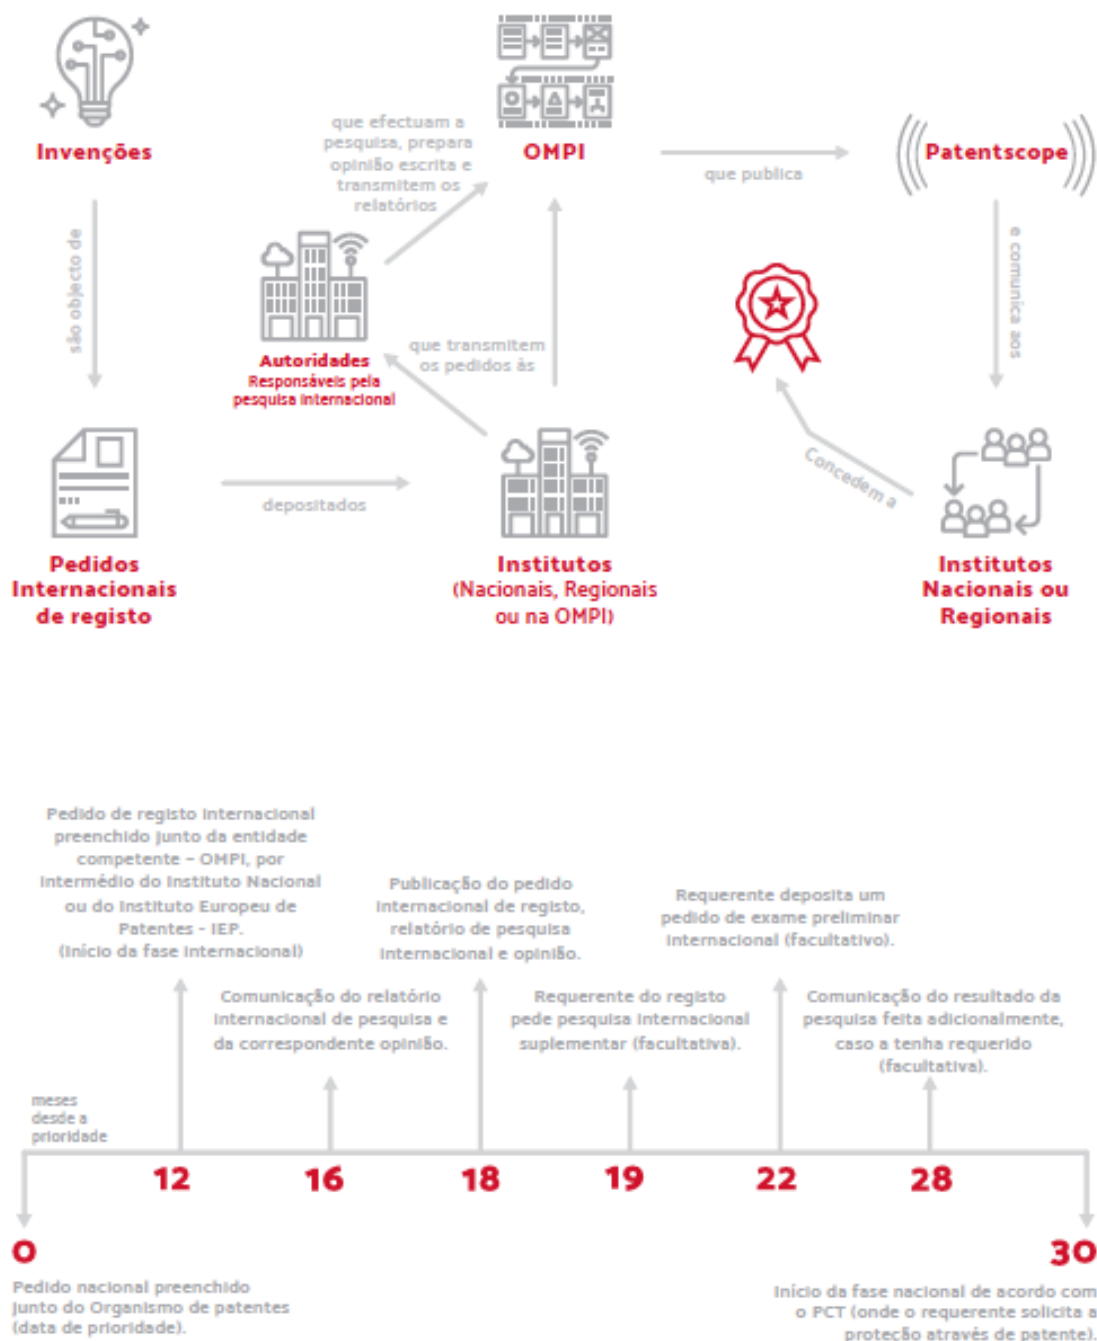 Invenções
que efectuam a
pesquisa, prepara
opinião escrita e
transmitem os
relatórios
OMPI
que publica
Patentscope
são objecto de
e comunica aos
Autoridades
Responsáveis pela
pesquisa internacional
que transmitem
os pedidos às
Concedem a
depositados
Pedidos
Internacionais
de registo
Institutos
(Nacionais, Regionais
ou na OMPI)
Institutos
Nacionais ou
Regionais
Pedido de registo internacional
preenchido junto da entidade
competente – OMPI, por
intermédio do Instituto Nacional
ou do Instituto Europeu de
Patentes - IEP.
(Início da fase internacional)
Publicação do pedido
internacional de registo,
relatório de pesquisa
internacional e opinião.
Requerente deposita um
pedido de exame preliminar
internacional (facultativo).
Comunicação do relatório
internacional de pesquisa e
da correspondente opinião.
Requerente do registo
pede pesquisa internacional
suplementar (facultativa).
Comunicação do resultado da
pesquisa feita adicionalmente,
caso a tenha requerido
(facultativa).
meses
desde a
prioridade
12 16 18 19 22 28
0
Pedido nacional preenchido
junto do Organismo de patentes
(data de prioridade).
30
Início da fase nacional de acordo com
o PCT (onde o requerente solicita a
proteção através de patente).